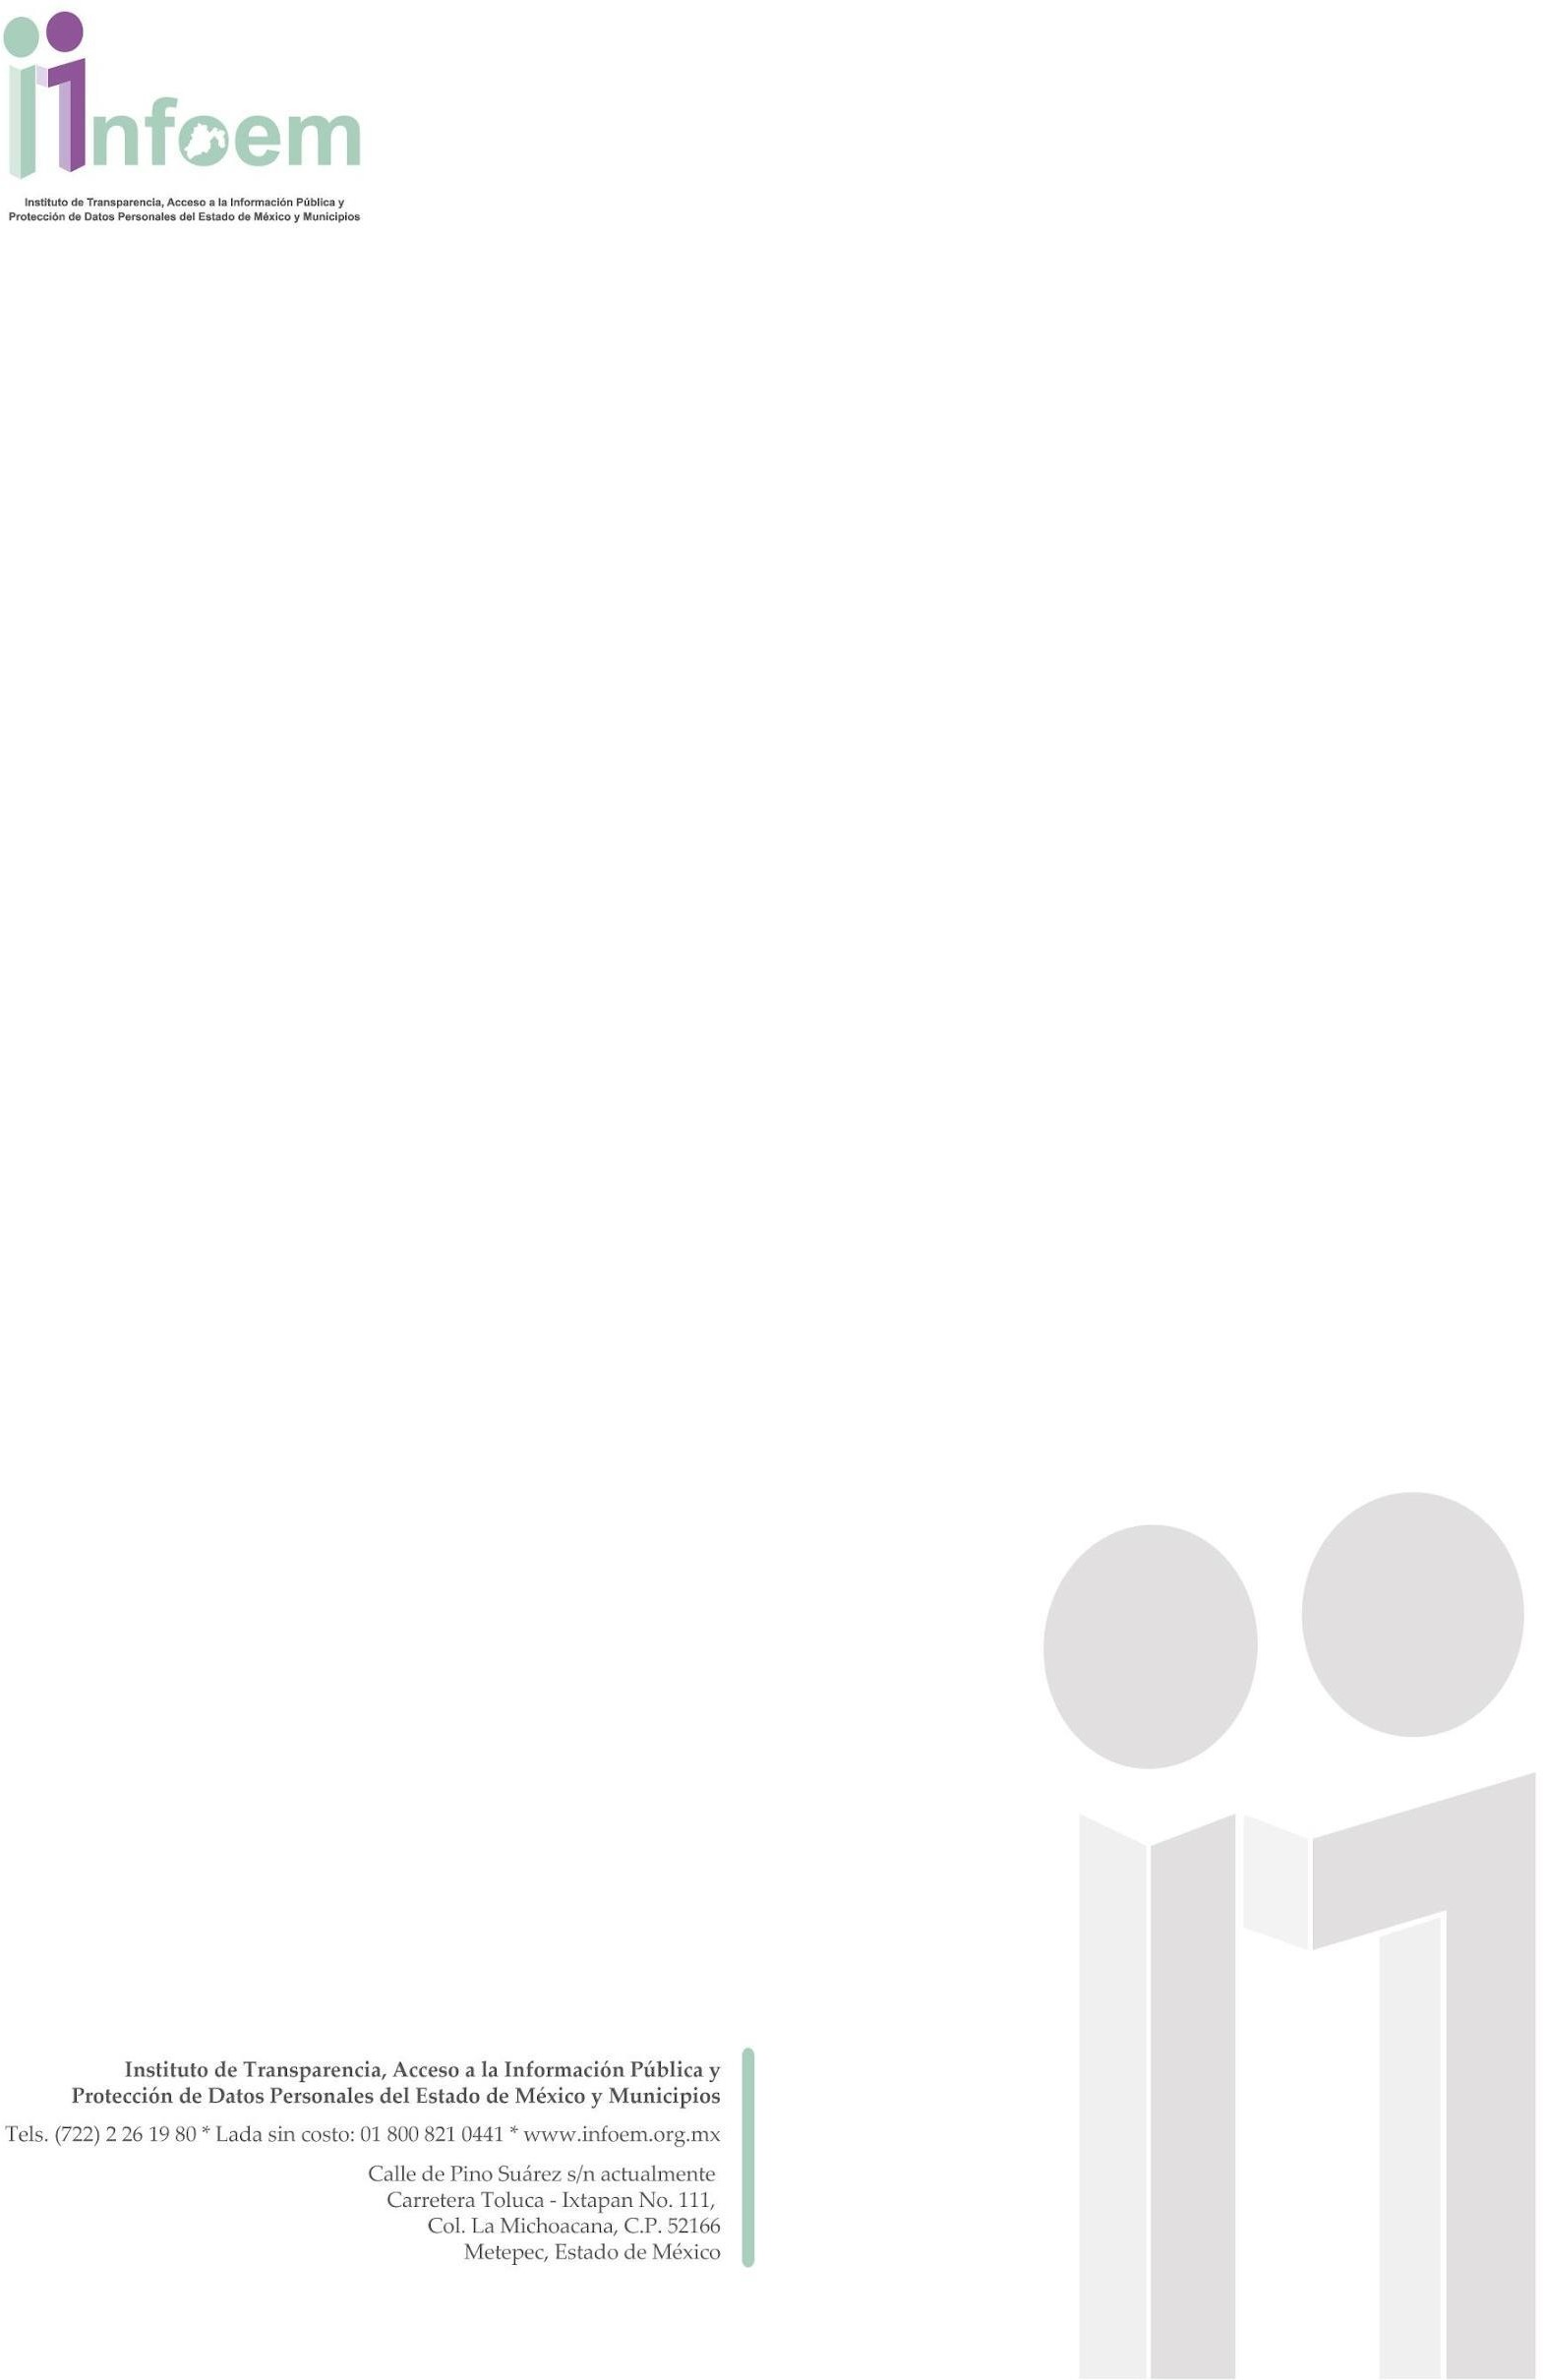 infoem
Instituto de Transparencia, Acceso a la Información Pública y
Protección de Datos Personales del Estado de México y Municipios
Instituto de Transparencia, Acceso a la Información Pública y
Protección de Datos Personales del Estado de México y Municipios
Tels. (722) 2 26 19 80 * Lada sin costo: 01 800 821 0441 * www.infoem.org.mx
Calle de Pino Suárez s/n actualmente
Carretera Toluca - Ixtapan No. 111,
Col. La Michoacana, C.P. 52166
Metepec, Estado de México